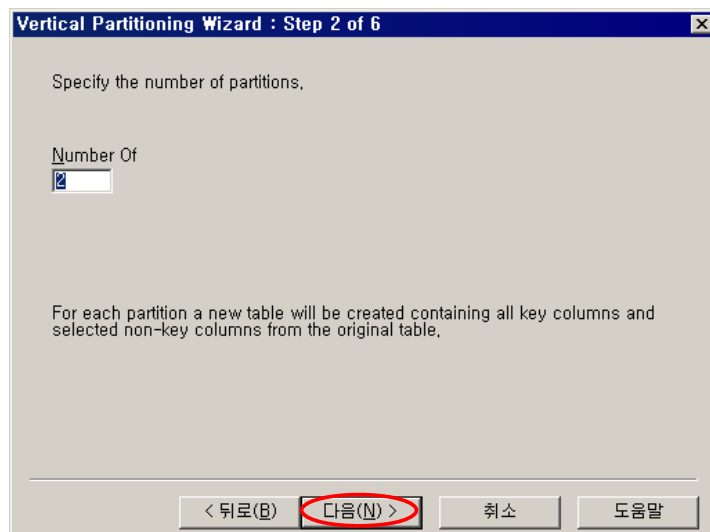 Vertical Partitioning Wizard : Step 2 of 6
Specify the number of partitions,
Number Of
2
For each partition a new table will be created containing all key columns and
selected non-key columns from the original table,
< 뒤로(B) 다음(N) > 취소 도움말